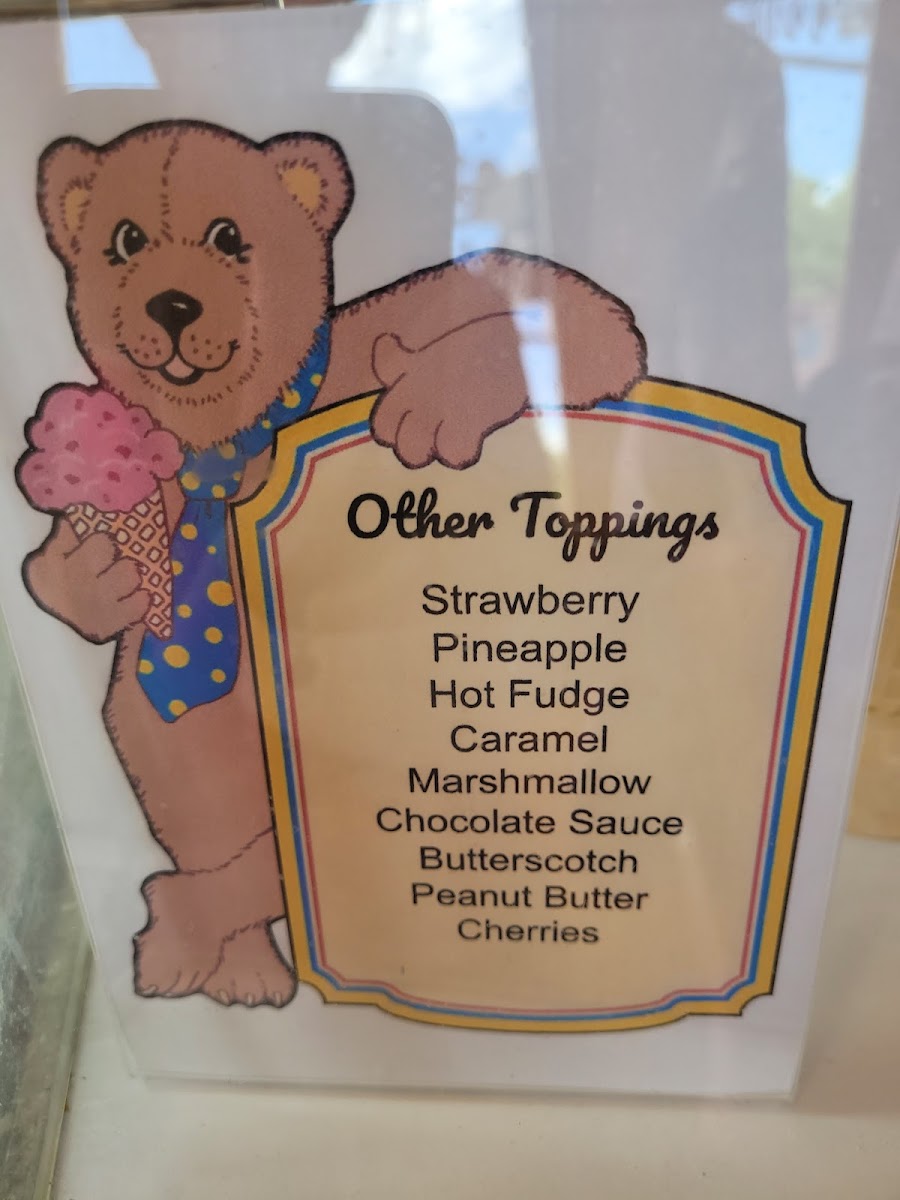 Other Toppings
Strawberry
Pineapple
Hot Fudge
Caramel
Marshmallow
Chocolate Sauce
Butterscotch
Peanut Butter
Cherries